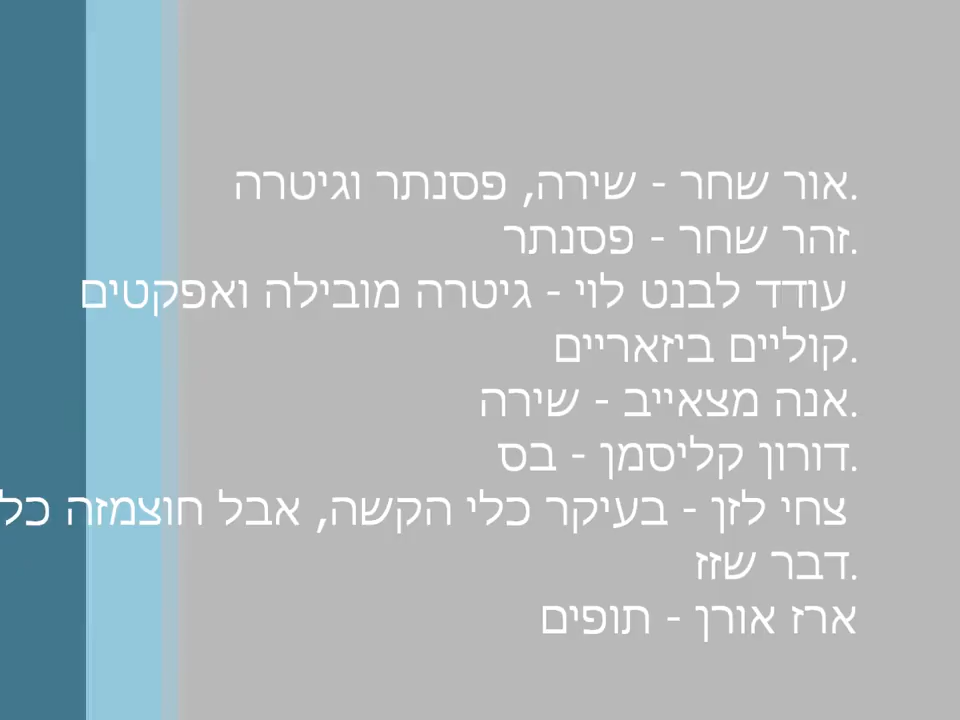 אור שחר - שירה, פסנתר וגיטרה.
זהר שחר - פסנתר.
עודד לבנט לוי - גיטרה מובילה ואפקטים
קוליים ביזאריים.
אנה מצאייב - שירה.
דורון קליסמן - בס.
צחי לזן - בעיקר כלי הקשה, אבל חוצמזה כל
דבר שזז.
ארז אורן - תופים